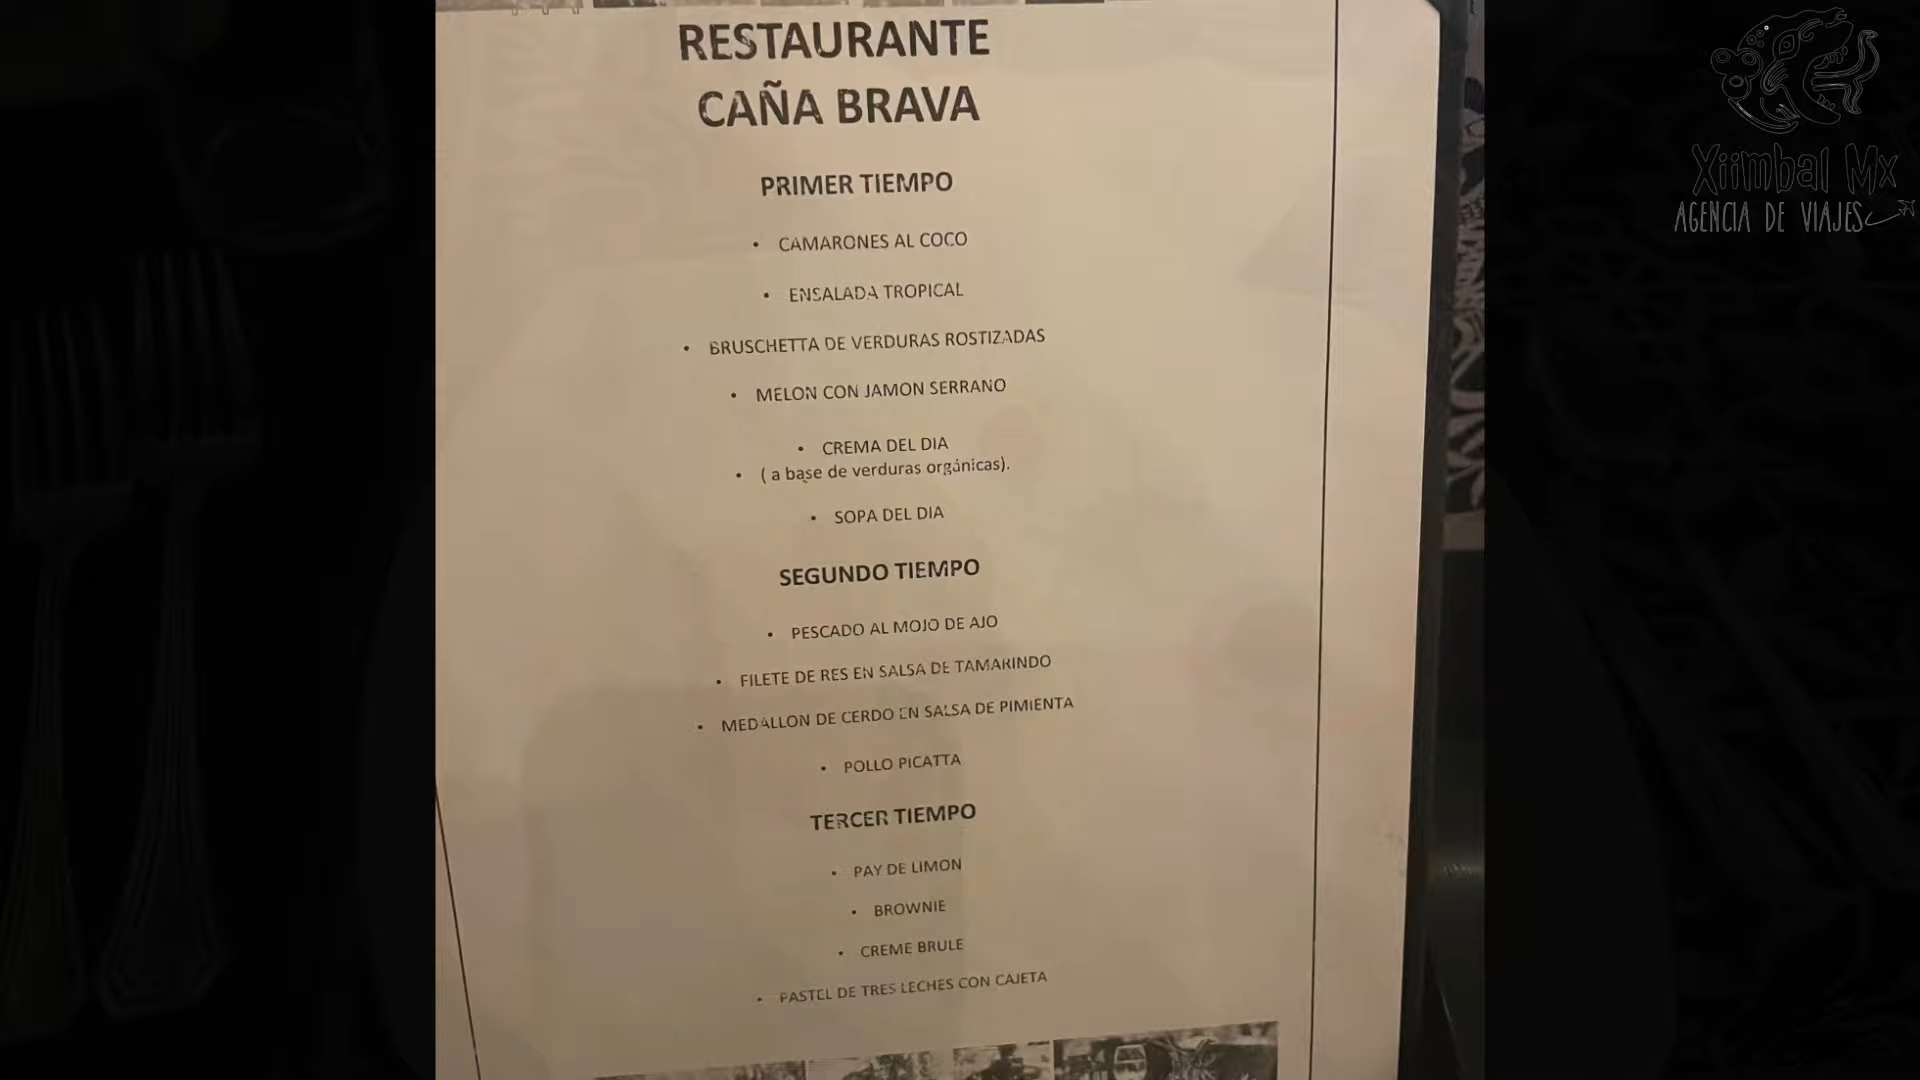 RESTAURANTE
CAÑA BRAVA
PRIMER TIEMPO
• CAMARONES AL COCO
• ENSALADA TROPICAL
• BRUSCHETTA DE VERDURAS ROSTIZADAS
• MELON CON JAMON SERRANO
• CREMA DEL DIA
• ( a base de verduras orgánicas).
• SOPA DEL DIA
SEGUNDO TIEMPO
• PESCADO AL MOJO DE AJO
• FILETE DE RES EN SALSA DE TAMARINDO
• MEDALLON DE CERDO EN SALSA DE PIMIENTA
• POLLO PICATTA
TERCER TIEMPO
• PAY DE LIMON
• BROWNIE
• CREME BRULE
• PASTEL DE TRES LECHES CON CAJETA
Xiimbal Mx
AGENCIA DE VIAJES